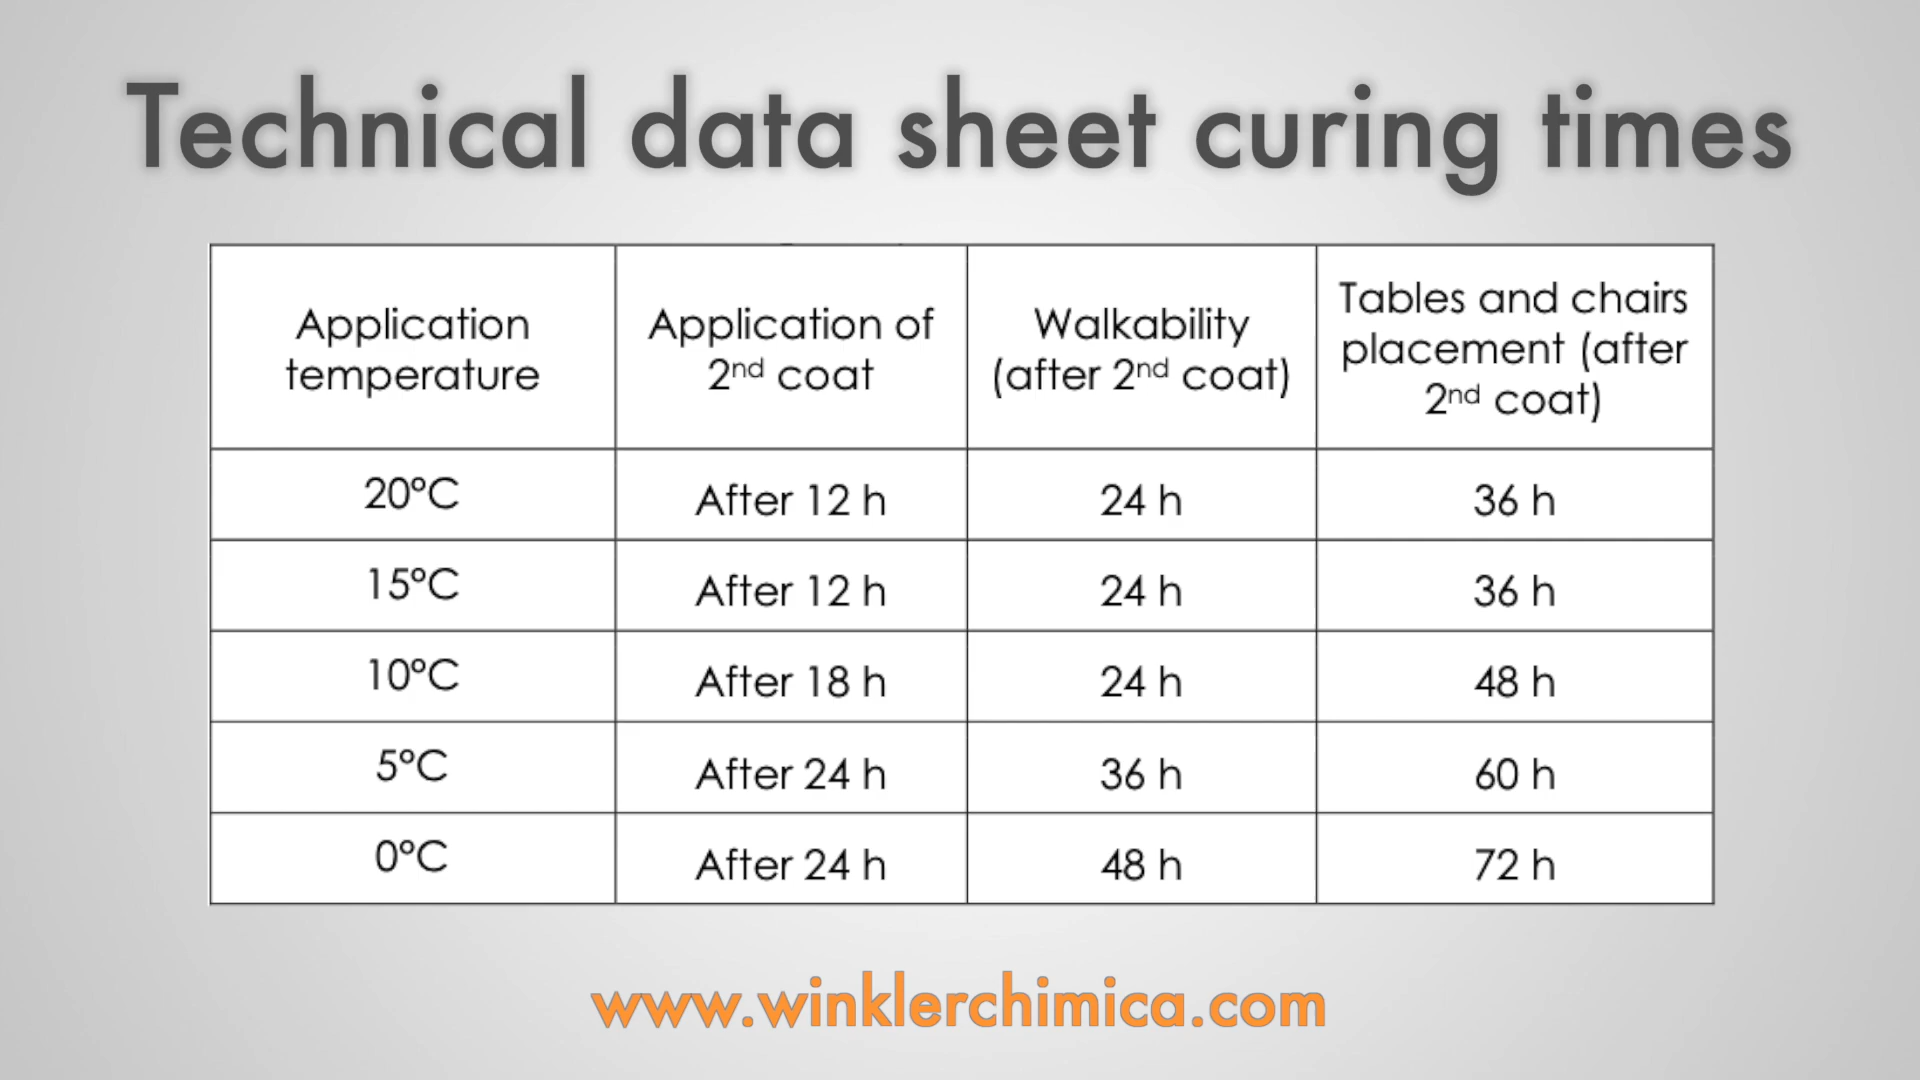 Technical data sheet curing times
Application
temperature
Application of
2nd coat
Walkability
(after 2nd coat)
Tables and chairs
placement (after
2nd coat)
20°C
After 12 h
24 h
36 h
15°C
After 12 h
24 h
36 h
10°C
After 18 h
24 h
48 h
5°C
After 24 h
36 h
60 h
0°C
After 24 h
48 h
72 h
www.winklerchimica.com